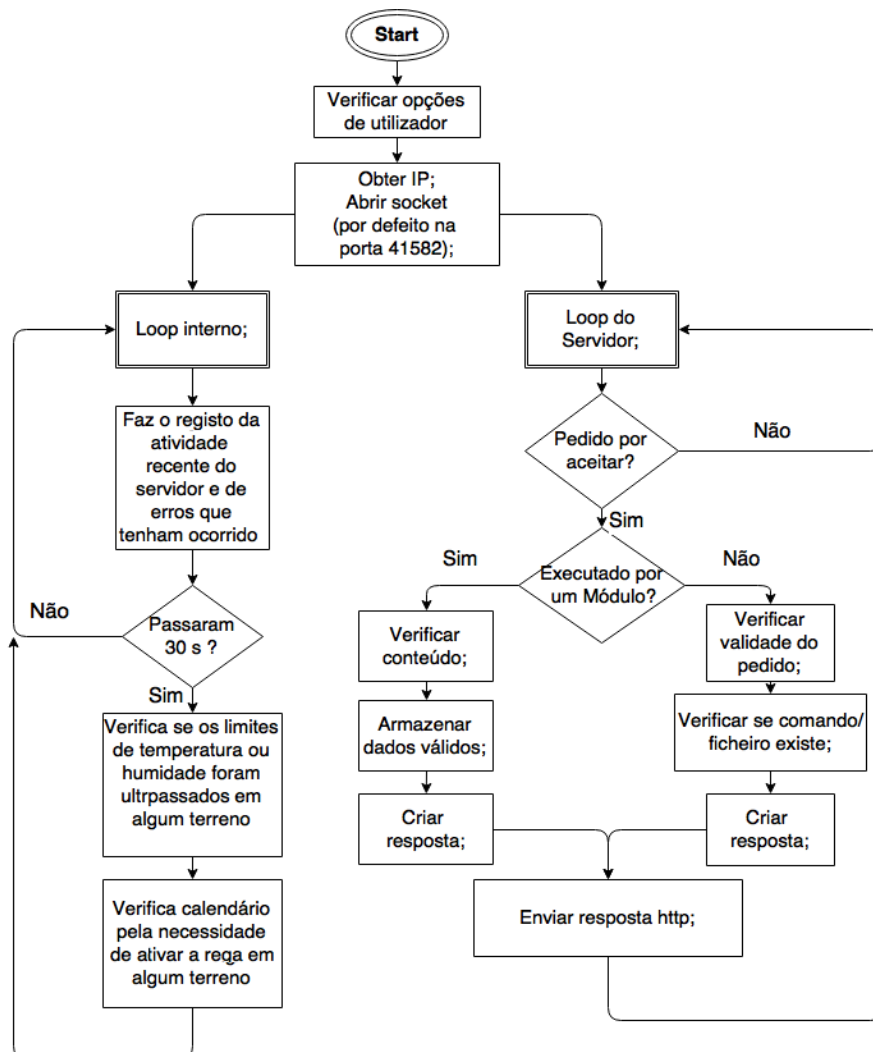 Start
Verificar opções
de utilizador
Obter IP;
Abrir socket
(por defeito na
porta 41582);
Loop interno;
Faz o registo da
atividade
recente do
servidor e de
erros que
tenham ocorrido
Não
Passaram
30 s ?
Sim
Verifica se os limites
de temperatura ou
humidade foram
ultrpassados em
algum terreno
Verifica calendário
pela necessidade
de ativar a rega em
algum terreno
Loop do
Servidor;
Pedido por
aceitar?
Não
Sim
Executado por
um Módulo?
Sim
Não
Verificar
conteúdo;
Armazenar
dados válidos;
Criar
resposta;
Verificar
validade do
pedido;
Verificar se comando/
ficheiro existe;
Criar
resposta;
Enviar resposta http;